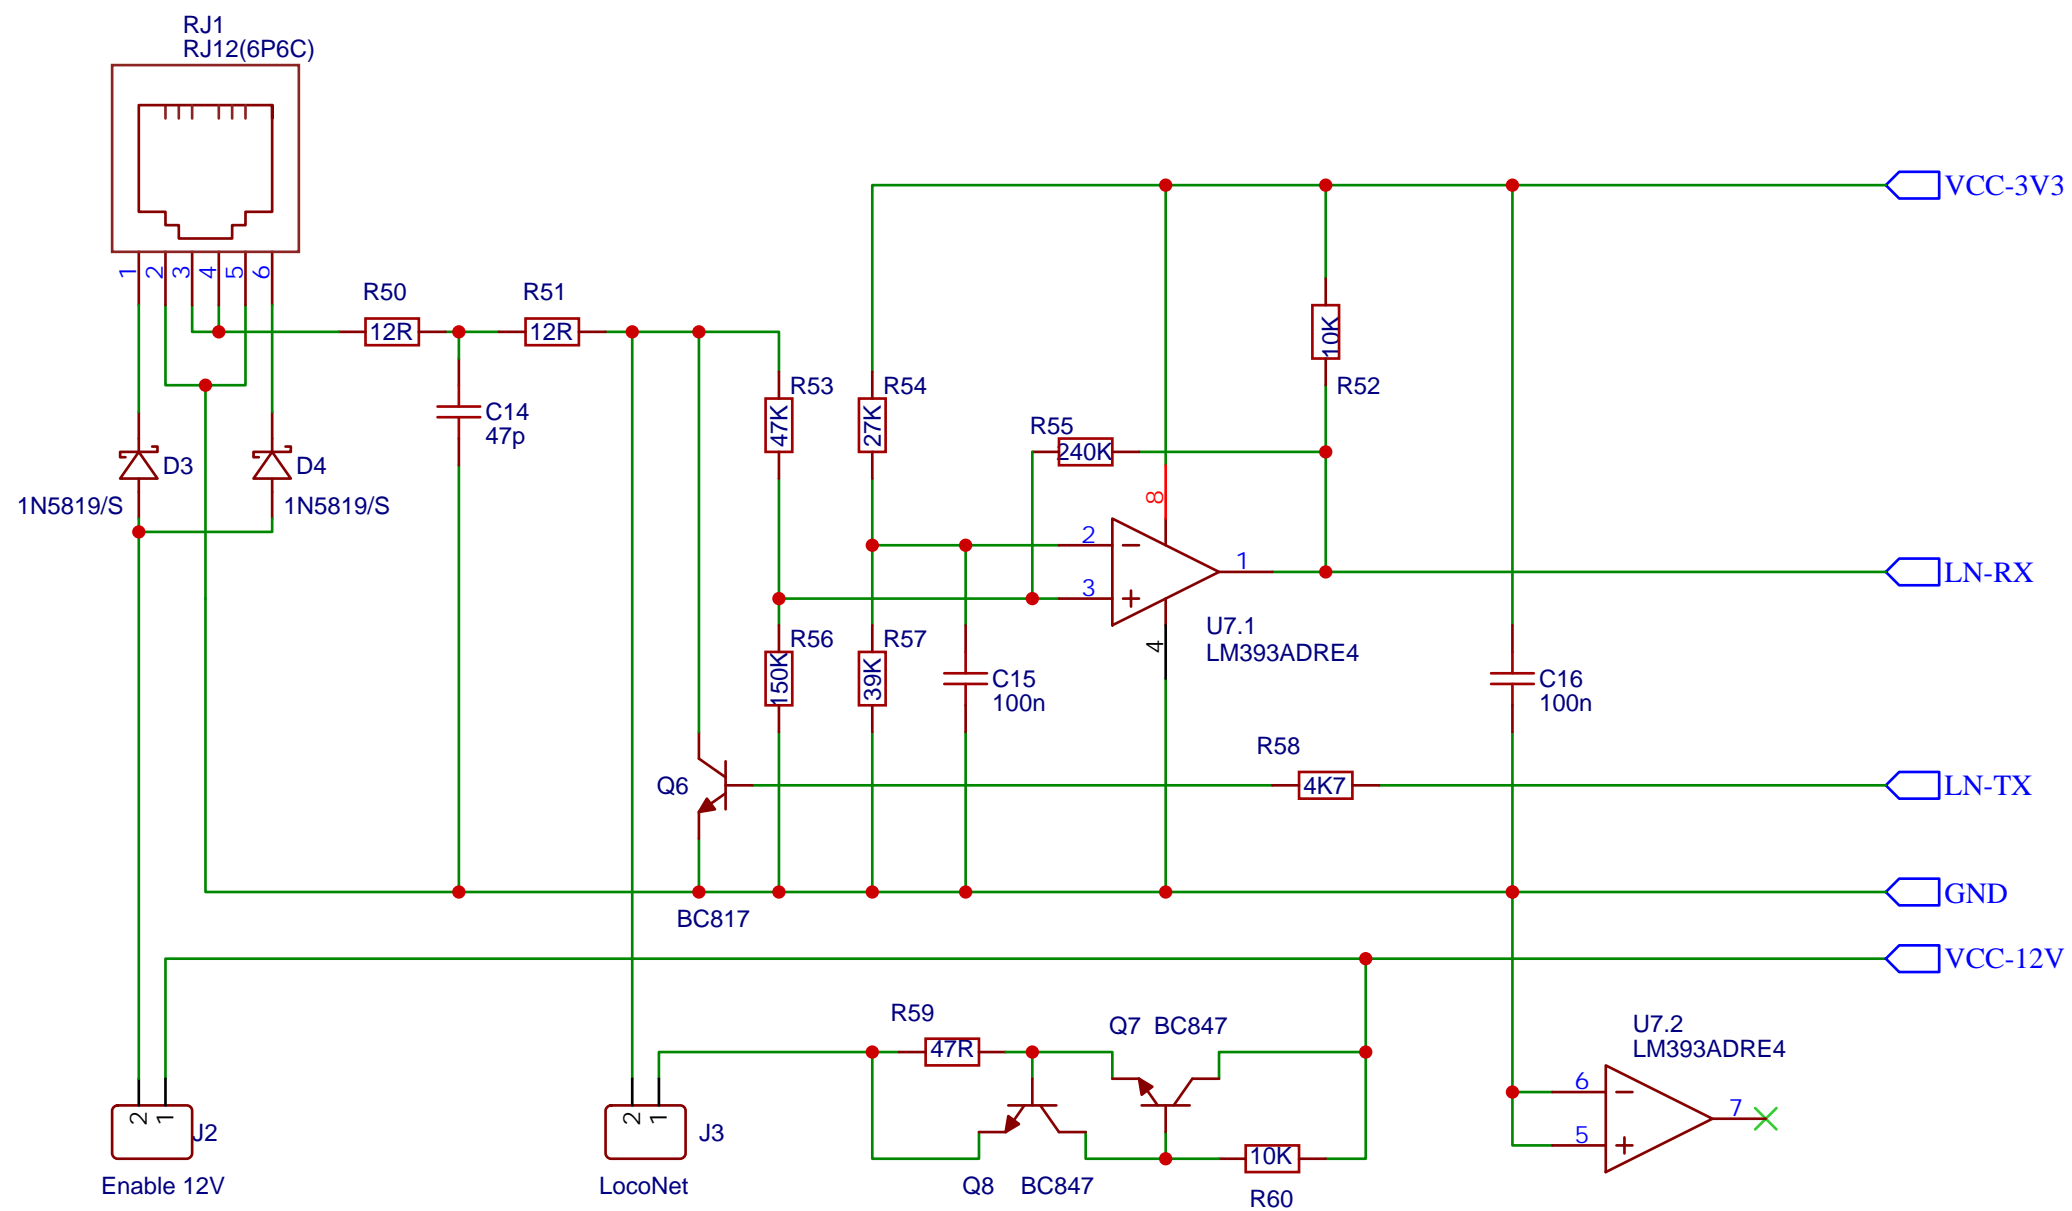 RJ1
RJ12(6P6C)
1
2
3
4
5
6
VCC-3V3
R50
12R
R51
12R
10K
R52
C14
47p
R53
47K
R54
27K
R55
240K
D3
1N5819/S
D4
1N5819/S
8
2
3
1
4
LN-RX
U7.1
LM393ADRE4
R56
150K
R57
39K
C15
100n
C16
100n
R58
4K7
LN-TX
Q6
BC817
GND
VCC-12V
R59
47R
Q7 BC847
U7.2
LM393ADRE4
6
5
7
2
1
J2
Enable 12V
2
1
J3
LocoNet
Q8 BC847
10K
R60